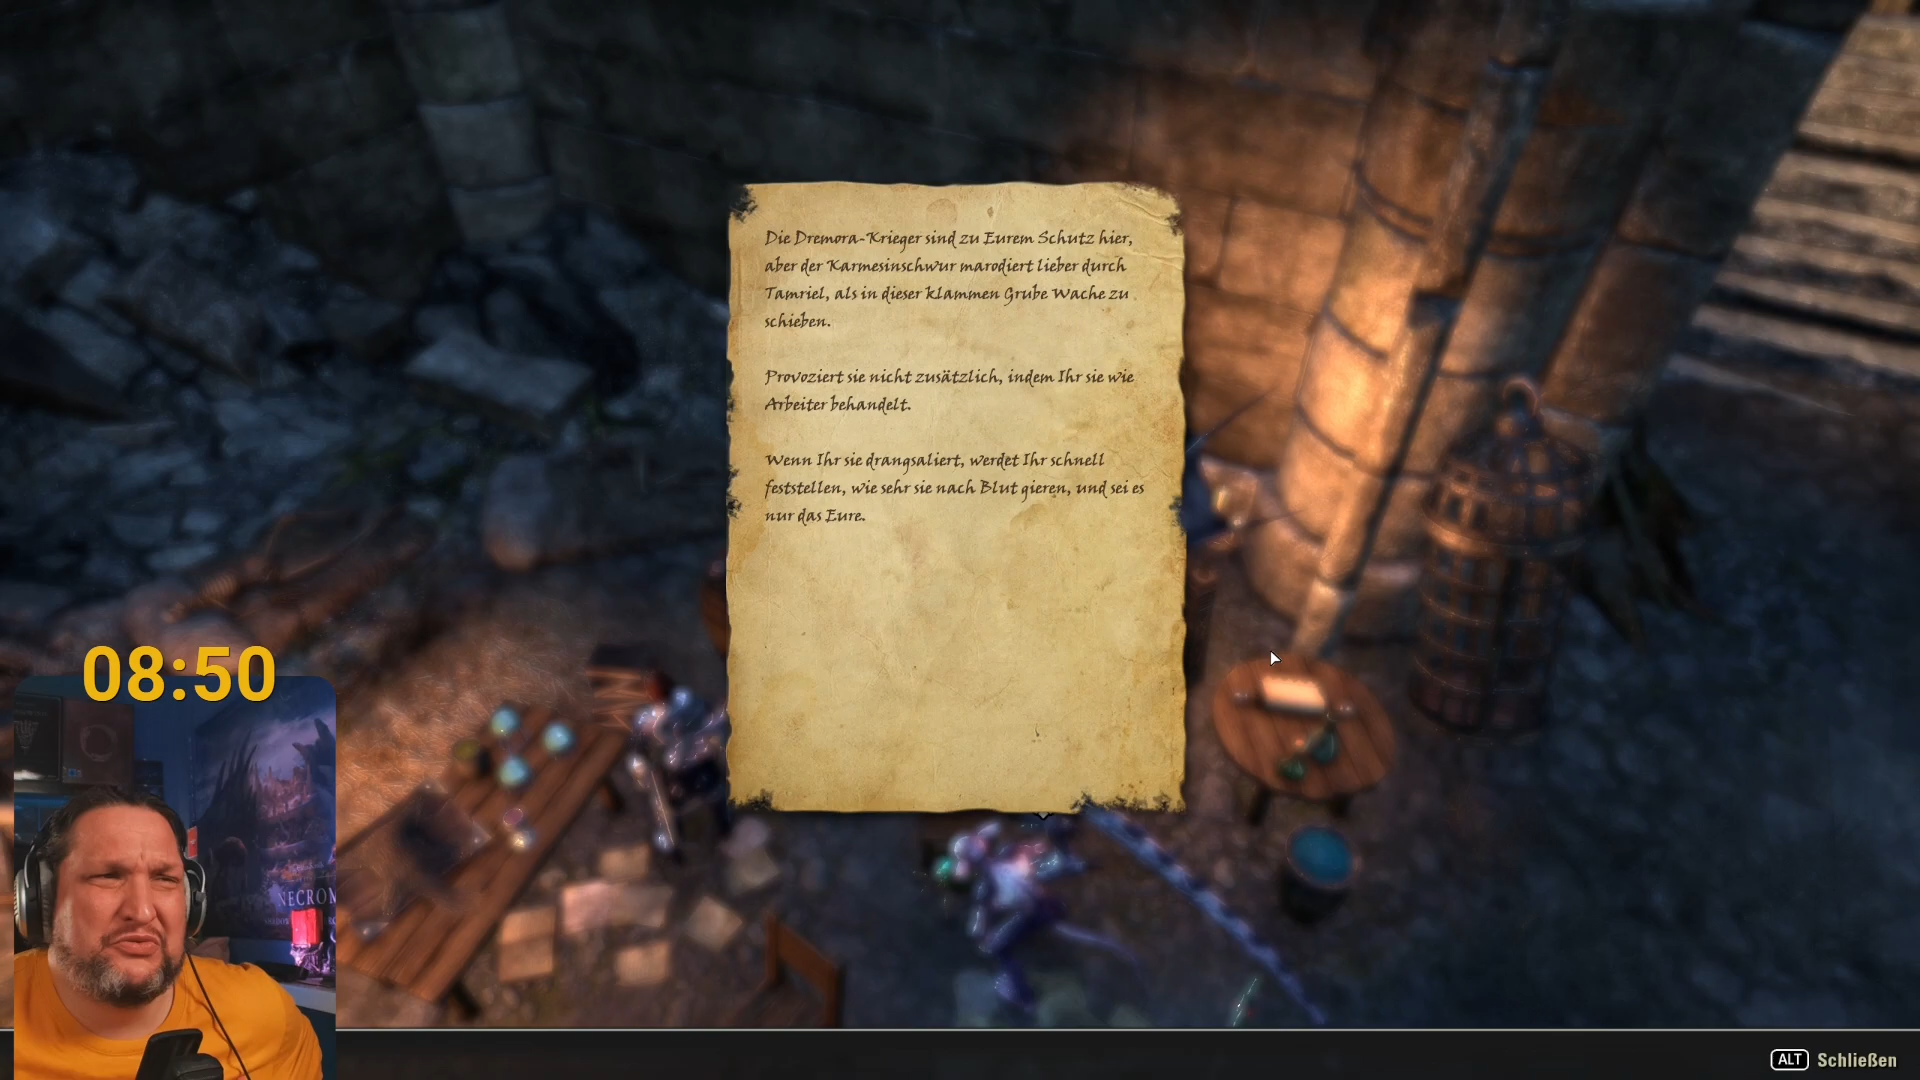 Die Dremora-Krieger sind zu Eurem Schutz hier,
aber der Karmesinschwur marodiert lieber durch
Tamriel, als in dieser klammen Grube Wache zu
schieben.
Provoziert sie nicht zusätzlich, indem Ihr sie wie
Arbeiter behandelt.
Wenn Ihr sie drangsaliert, werdet Ihr schnell
feststellen, wie sehr sie nach Blut gieren, und sei es
nur das Eure.
08:50
NECROM
ALT Schließen